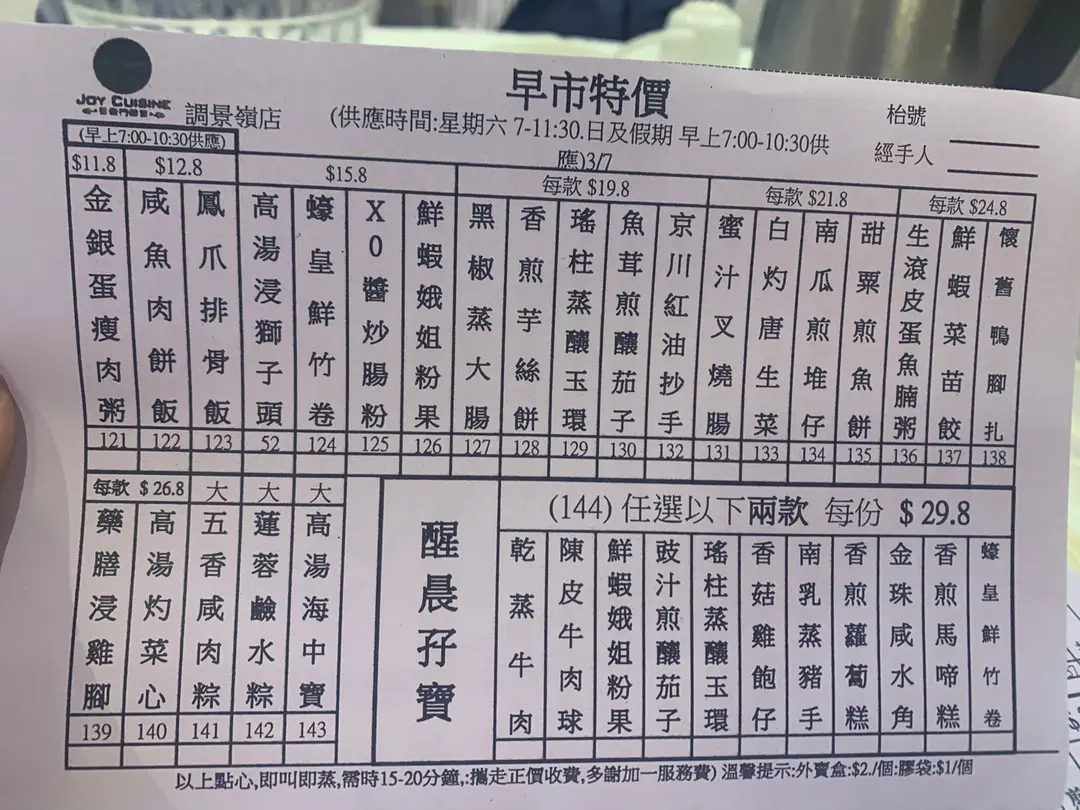 JOY CUISINE
調景嶺店
早市特價
枱號
(供應時間:星期六 7-11:30.日及假期 早上7:00-10:30供
應)3/7
經手人
(早上7:00-10:30供應)
$11.8
$12.8
$15.8
每款 $19.8
每款 $21.8
每款 $24.8
金銀蛋瘦肉粥
咸魚肉餅飯
鳳爪排骨飯
高湯浸獅子頭
蠔皇鮮竹卷
XO醬炒腸粉
鮮蝦娥姐粉果
黑椒蒸大腸
香煎芋絲餅
瑤柱蒸釀玉環
魚茸煎釀茄子
京川紅油抄手
蜜汁叉燒腸
白灼唐生菜
南瓜煎堆仔
甜粟煎魚餅
生滾皮蛋魚腩粥
鮮蝦菜苗餃
懷舊鴨腳扎
121 122 123 52 124 125 126 127 128 129 130 132 131 133 134 135 136 137 138
每款 $26.8
大
大
大
藥膳浸雞腳
高湯灼菜心
五香咸肉粽
蓮蓉鹼水粽
高湯海中寶
139 140 141 142 143
醒晨孖寶
(144) 任選以下兩款 每份 $29.8
乾蒸牛肉
陳皮牛肉球
鮮蝦娥姐粉果
豉汁煎釀茄子
瑤柱蒸釀玉環
香菇雞飽仔
南乳蒸豬手
香煎蘿蔔糕
金珠咸水角
香煎馬啼糕
蠔皇鮮竹卷
以上點心,即叫即蒸,需時15-20分鐘,:攜走正價收費,多謝加一服務費) 溫馨提示:外賣盒:$2./個:膠袋:$1/個